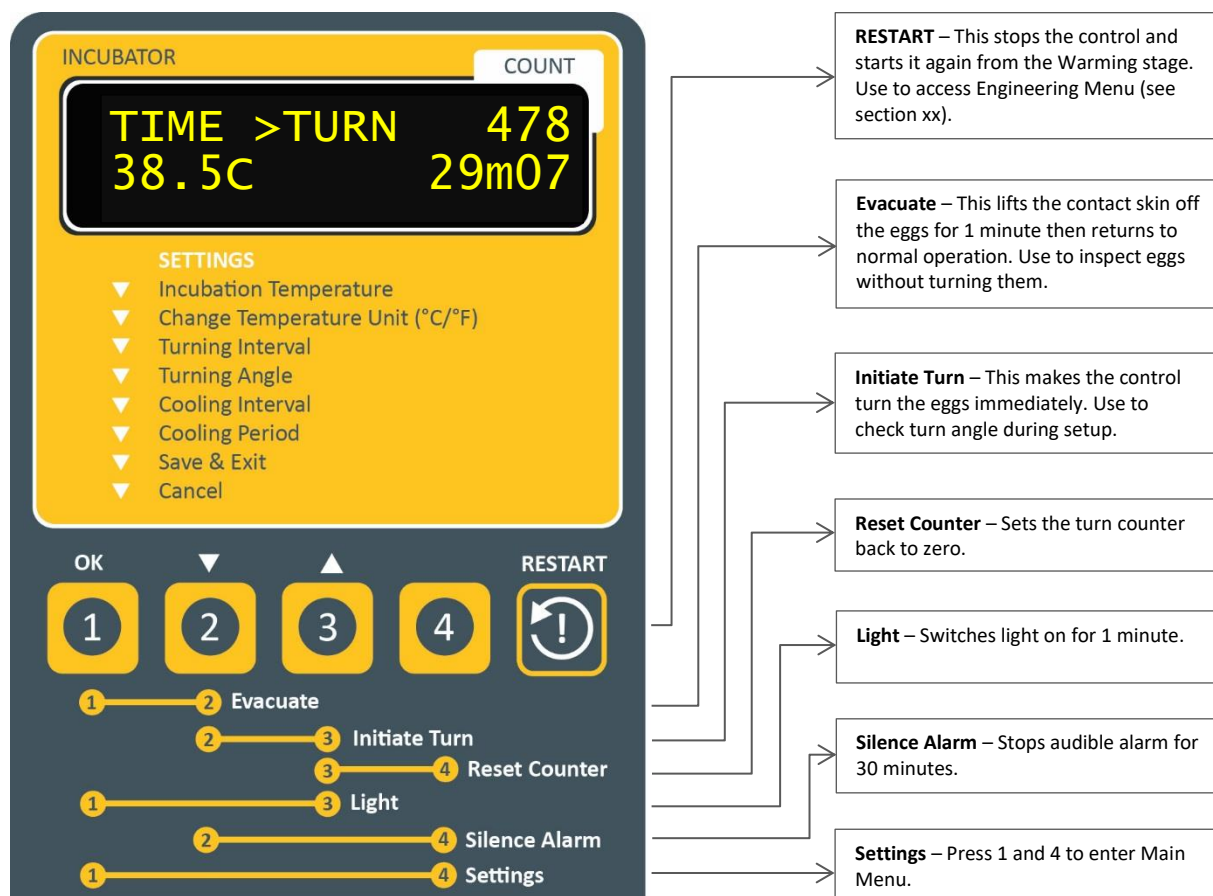 INCUBATOR
COUNT
TIME >TURN 478
38.5C 29m07
SETTINGS
▼ Incubation Temperature
▼ Change Temperature Unit (°C/°F)
▼ Turning Interval
▼ Turning Angle
▼ Cooling Interval
▼ Cooling Period
▼ Save & Exit
▼ Cancel
OK ▼ ▲ RESTART
1 2 3 4 !
1 2 Evacuate
2 3 Initiate Turn
3 4 Reset Counter
1 3 Light
2 4 Silence Alarm
1 4 Settings
RESTART – This stops the control and
starts it again from the Warming stage.
Use to access Engineering Menu (see
section xx).
Evacuate – This lifts the contact skin off
the eggs for 1 minute then returns to
normal operation. Use to inspect eggs
without turning them.
Initiate Turn – This makes the control
turn the eggs immediately. Use to
check turn angle during setup.
Reset Counter – Sets the turn counter
back to zero.
Light – Switches light on for 1 minute.
Silence Alarm – Stops audible alarm for
30 minutes.
Settings – Press 1 and 4 to enter Main
Menu.